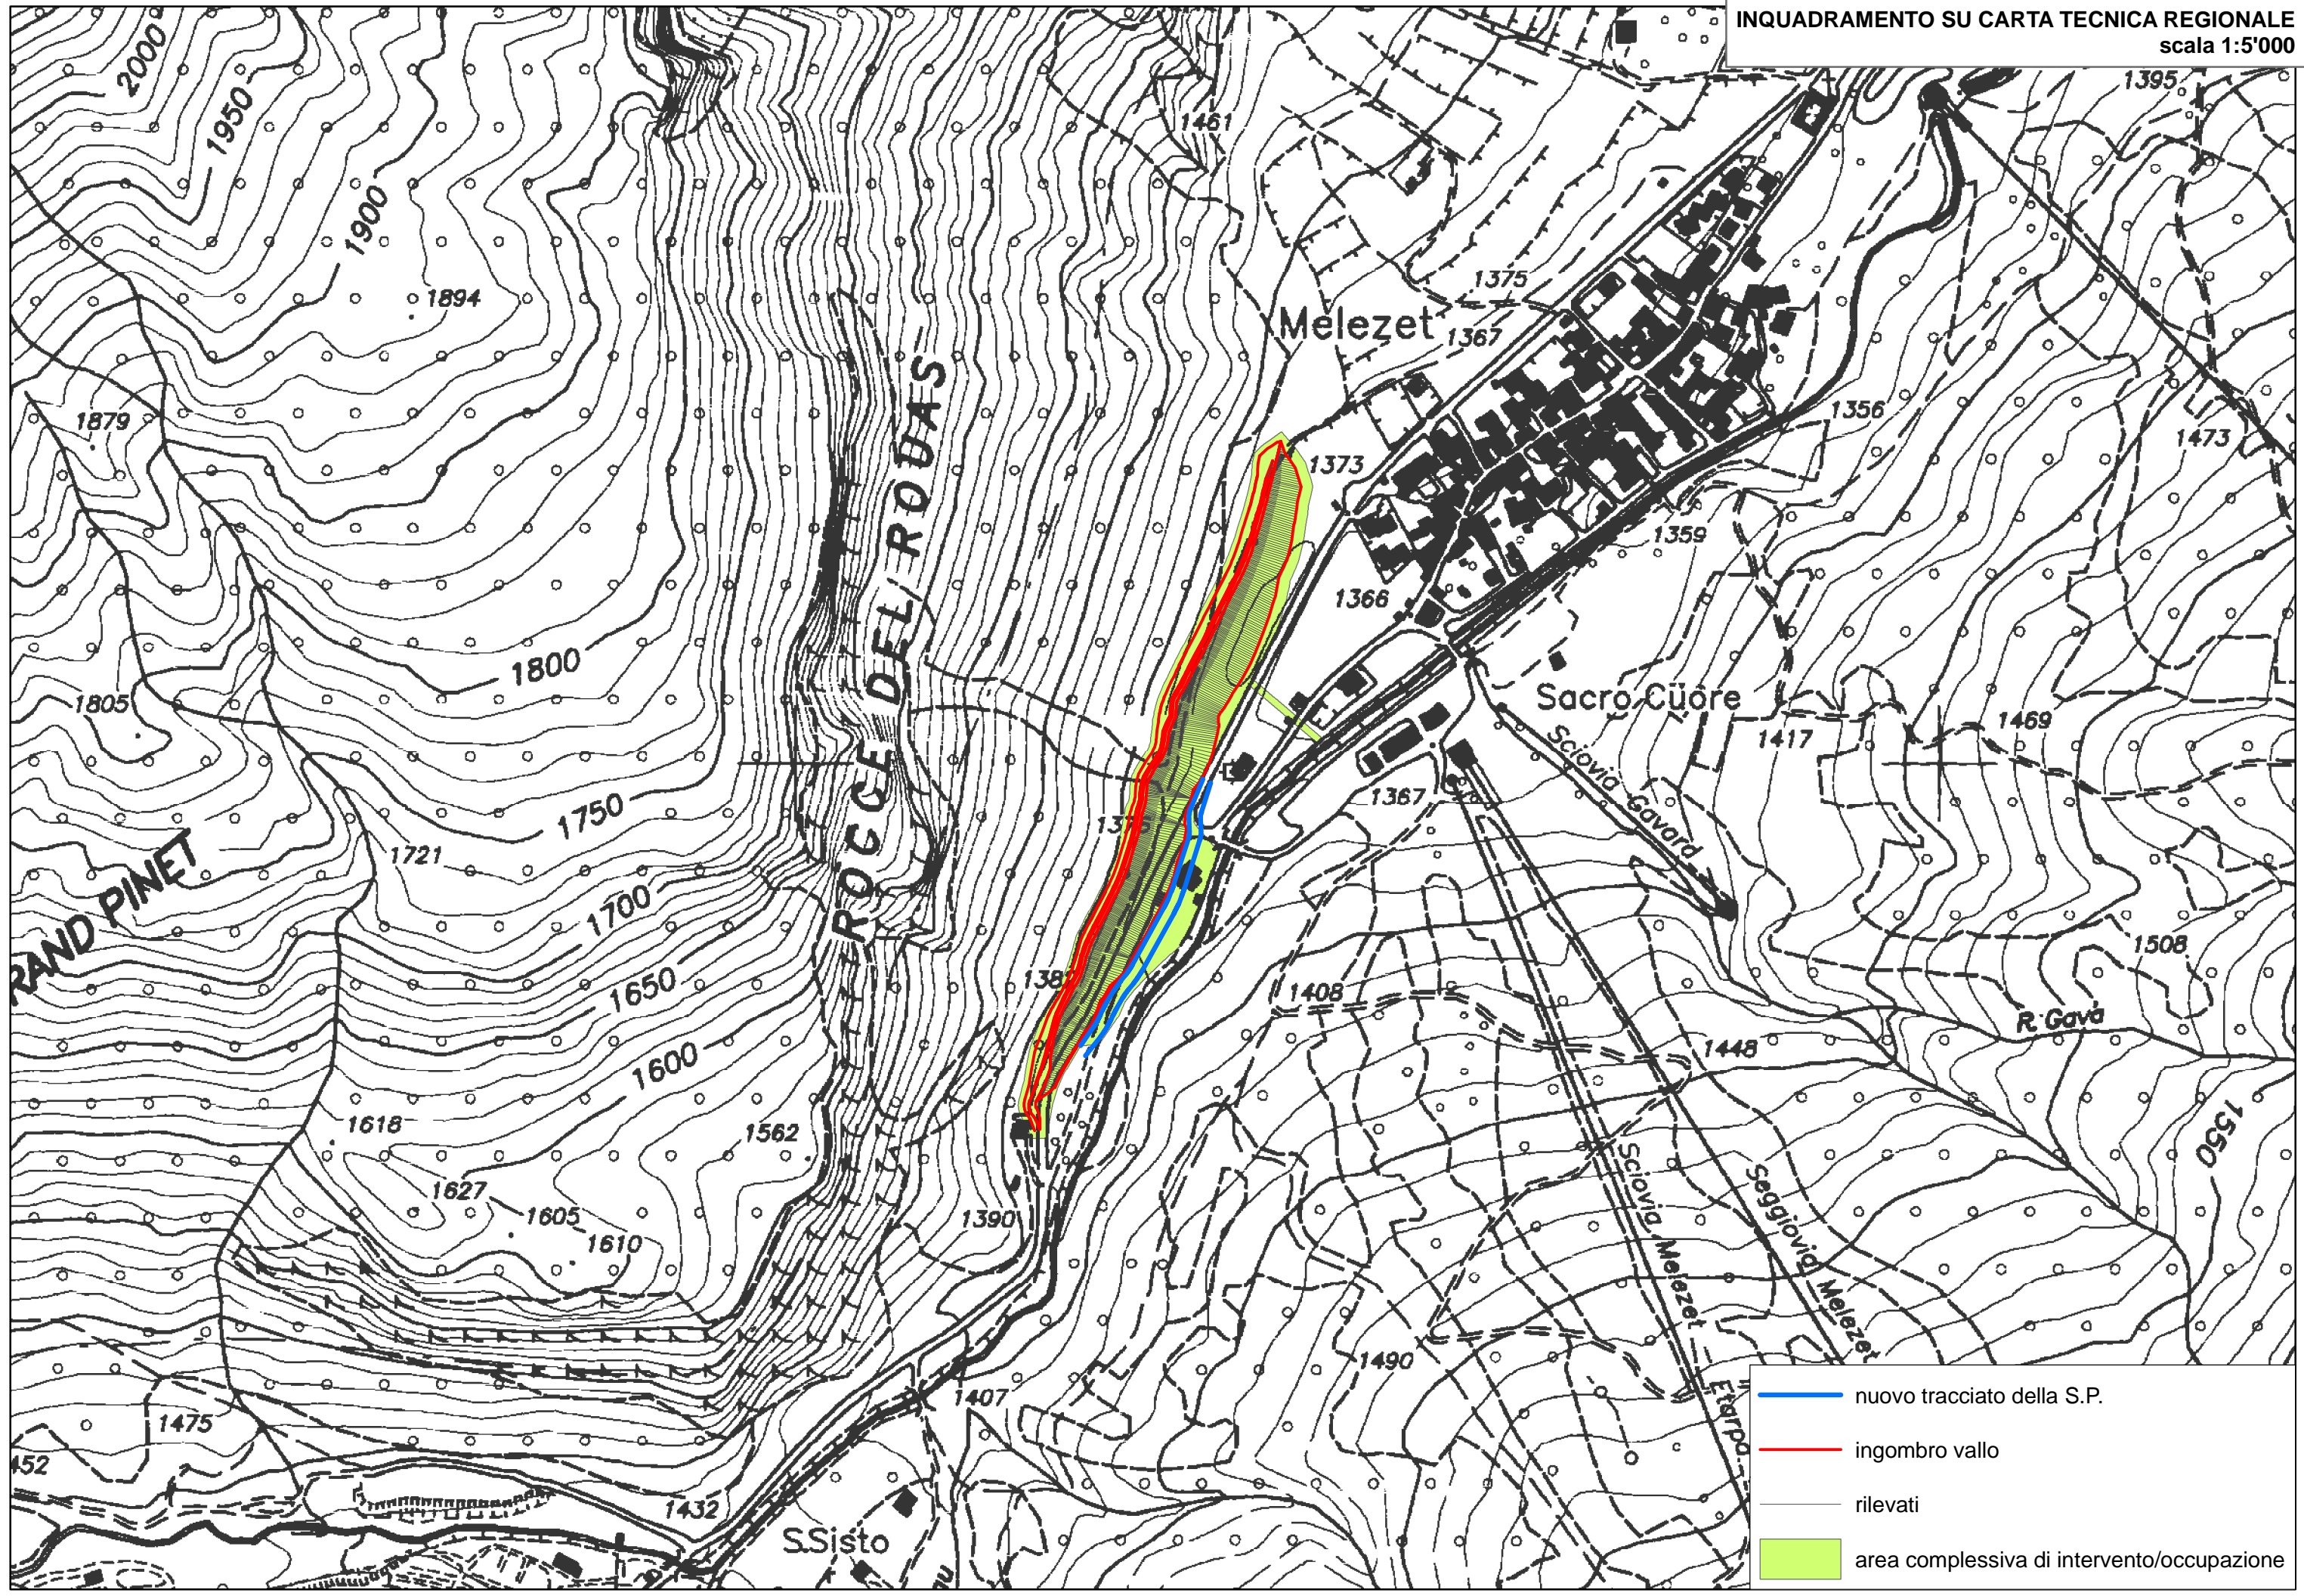 INQUADRAMENTO SU CARTA TECNICA REGIONALE
scala 1:5'000
2000
1950
1900
1461
1395
1894
1375
Melezet
1367
1879
1356
1473
1373
1359
ROCCE DEL ROUAS
1366
1800
1805
Sacro Cuore
1469
1417
Sciovia Gavard
1367
1750
1721
1700
1508
1650
1408
R. Gavà
1600
1448
1618
1562
1550
1627
1605
1610
1390
Sciovia Melezet
Seggiovia Melezet
Etarpa
1490
1407
1475
1432
S.Sisto
nuovo tracciato della S.P.
ingombro vallo
rilevati
area complessiva di intervento/occupazione